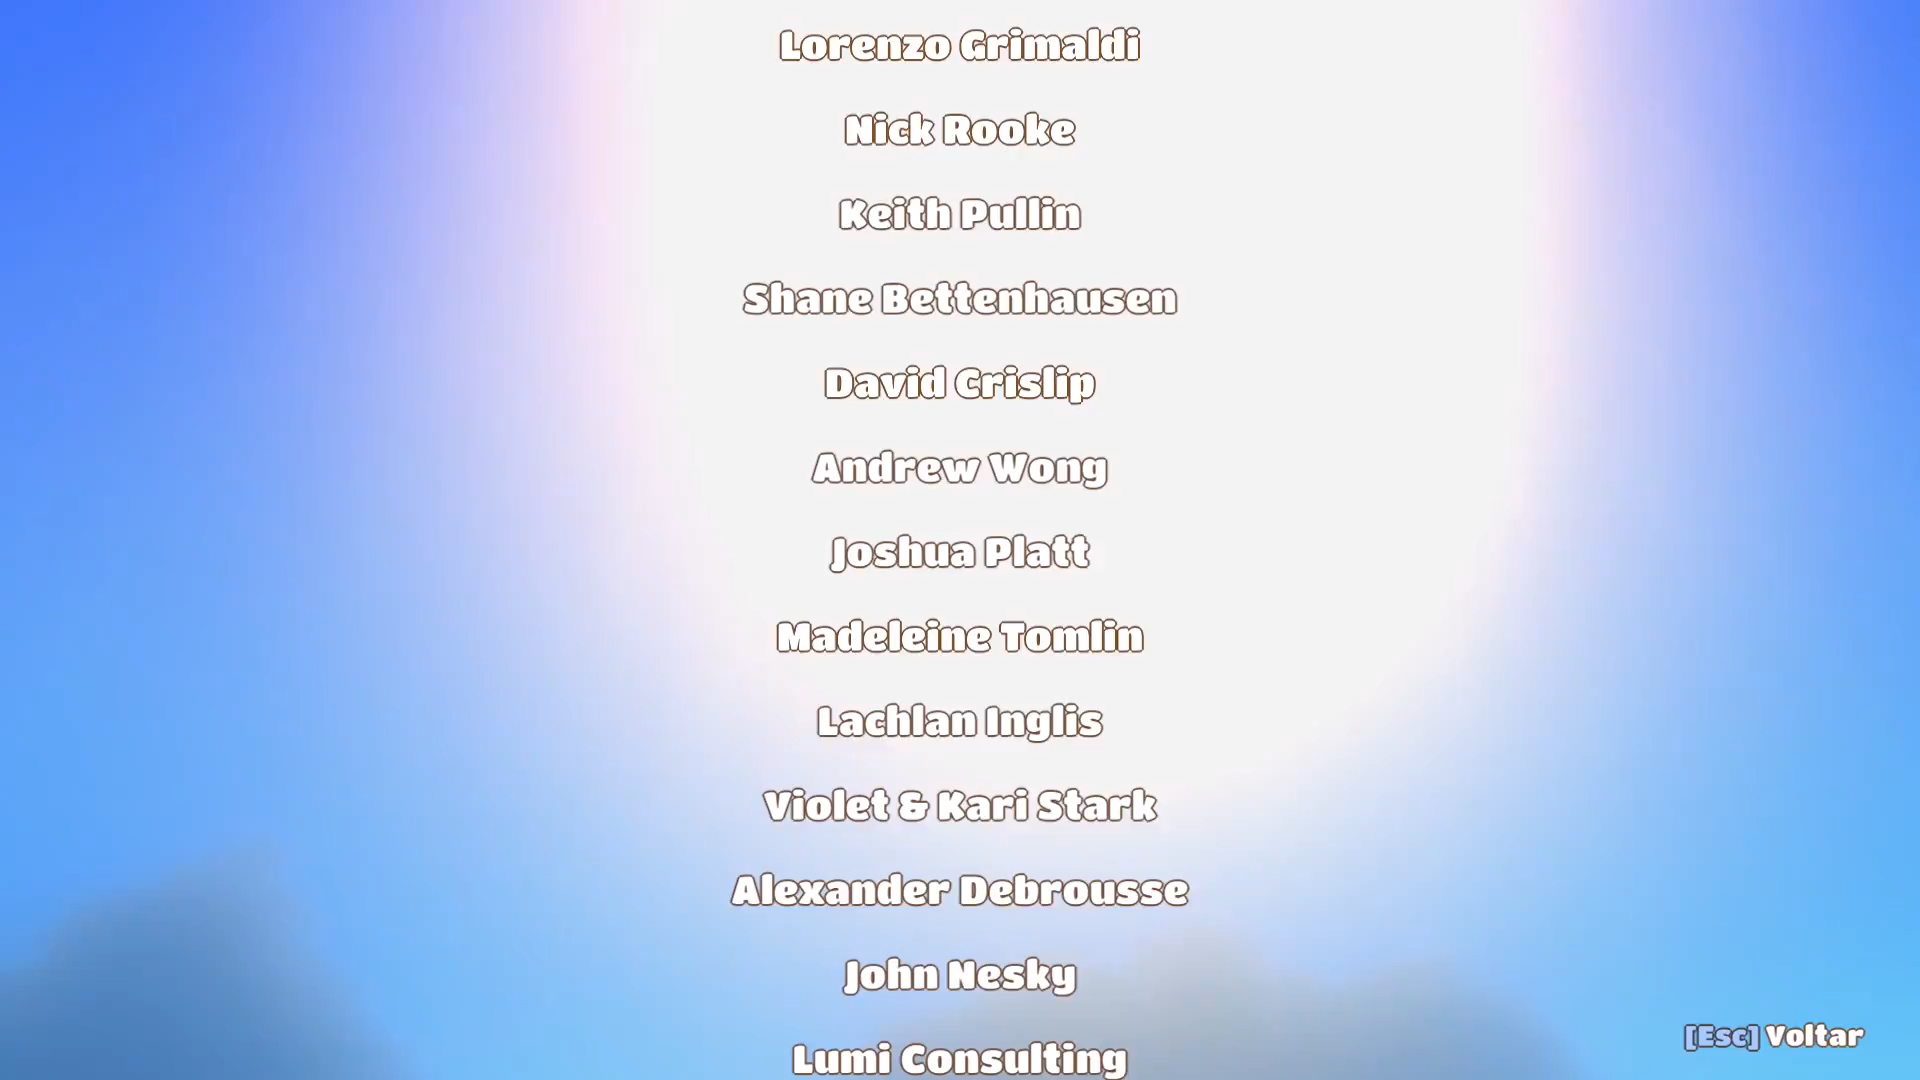 Lorenzo Grimaldi
Nick Rooke
Keith Pullin
Shane Bettenhausen
David Crislip
Andrew Wong
Joshua Platt
Madeleine Tomlin
Lachlan Inglis
Violet & Kari Stark
Alexander Debrousse
John Nesky
Lumi Consulting
[Esc] Voltar